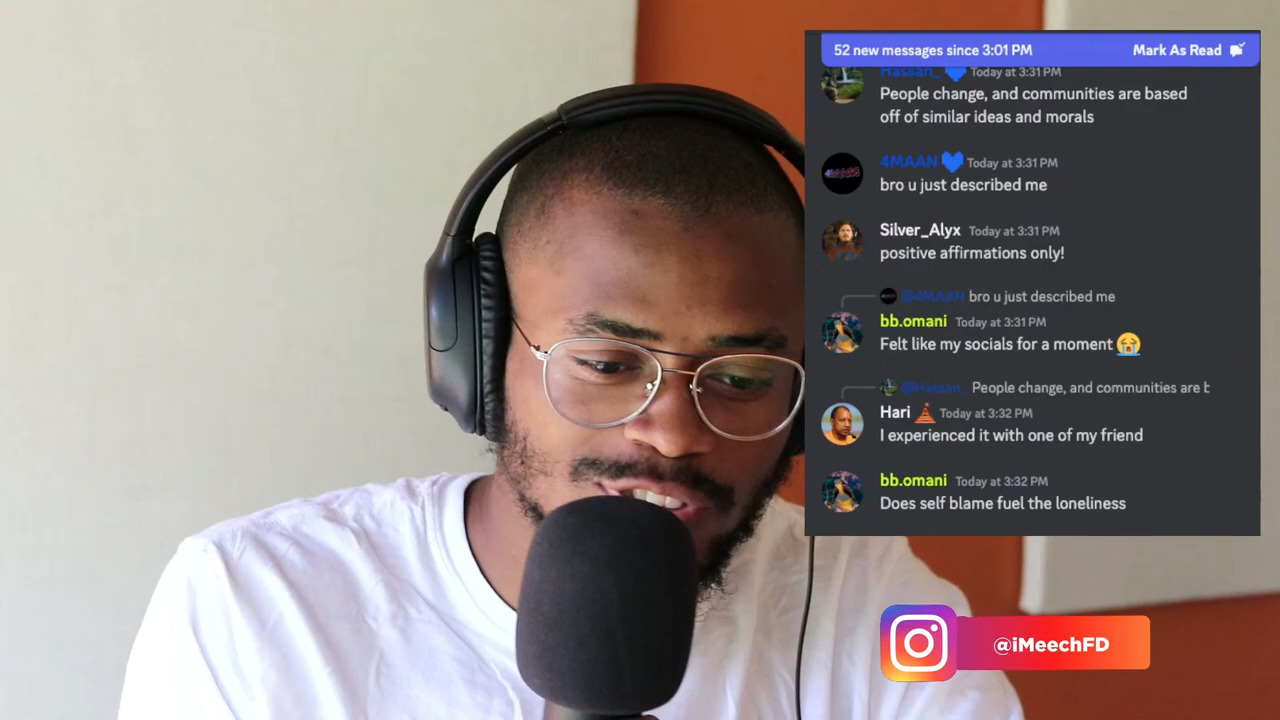 52 new messages since 3:01 PM Mark As Read
Hassan_ Today at 3:31 PM
People change, and communities are based
off of similar ideas and morals
4MAAN Today at 3:31 PM
bro u just described me
Silver_Alyx Today at 3:31 PM
positive affirmations only!
@4MAAN bro u just described me
bb.omani Today at 3:31 PM
Felt like my socials for a moment 😭
@Hassan_ People change, and communities are b
Hari Today at 3:32 PM
I experienced it with one of my friend
bb.omani Today at 3:32 PM
Does self blame fuel the loneliness
@iMeechFD